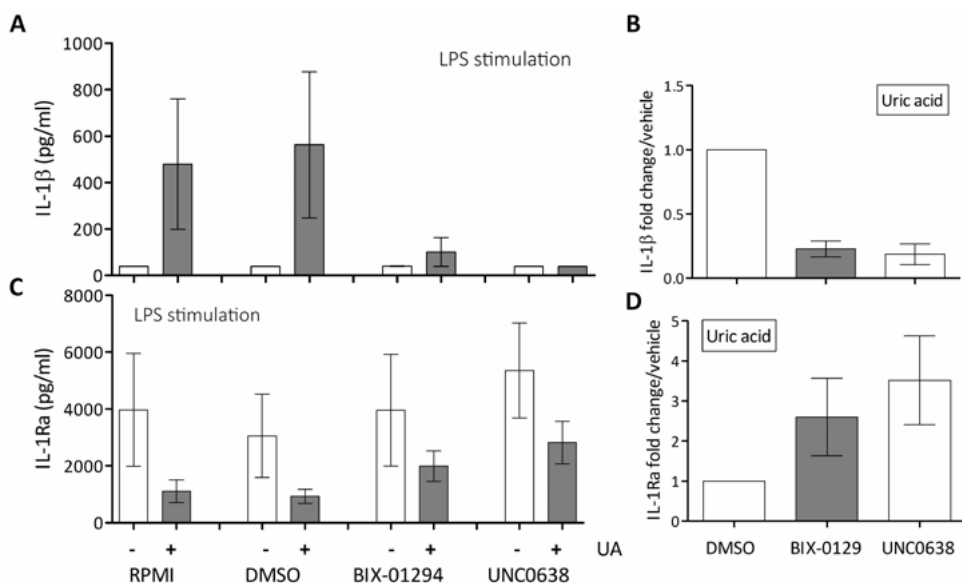 A
LPS stimulation
IL-1β (pg/ml)
1000
800
600
400
200
0
B
Uric acid
IL-1β fold change/vehicle
1.5
1.0
0.5
0.0
C
LPS stimulation
IL-1Ra (pg/ml)
8000
6000
4000
2000
0
- + - + - + - + UA
RPMI DMSO BIX-01294 UNC0638
D
Uric acid
IL-1Ra fold change/vehicle
5
4
3
2
1
0
DMSO BIX-0129 UNC0638